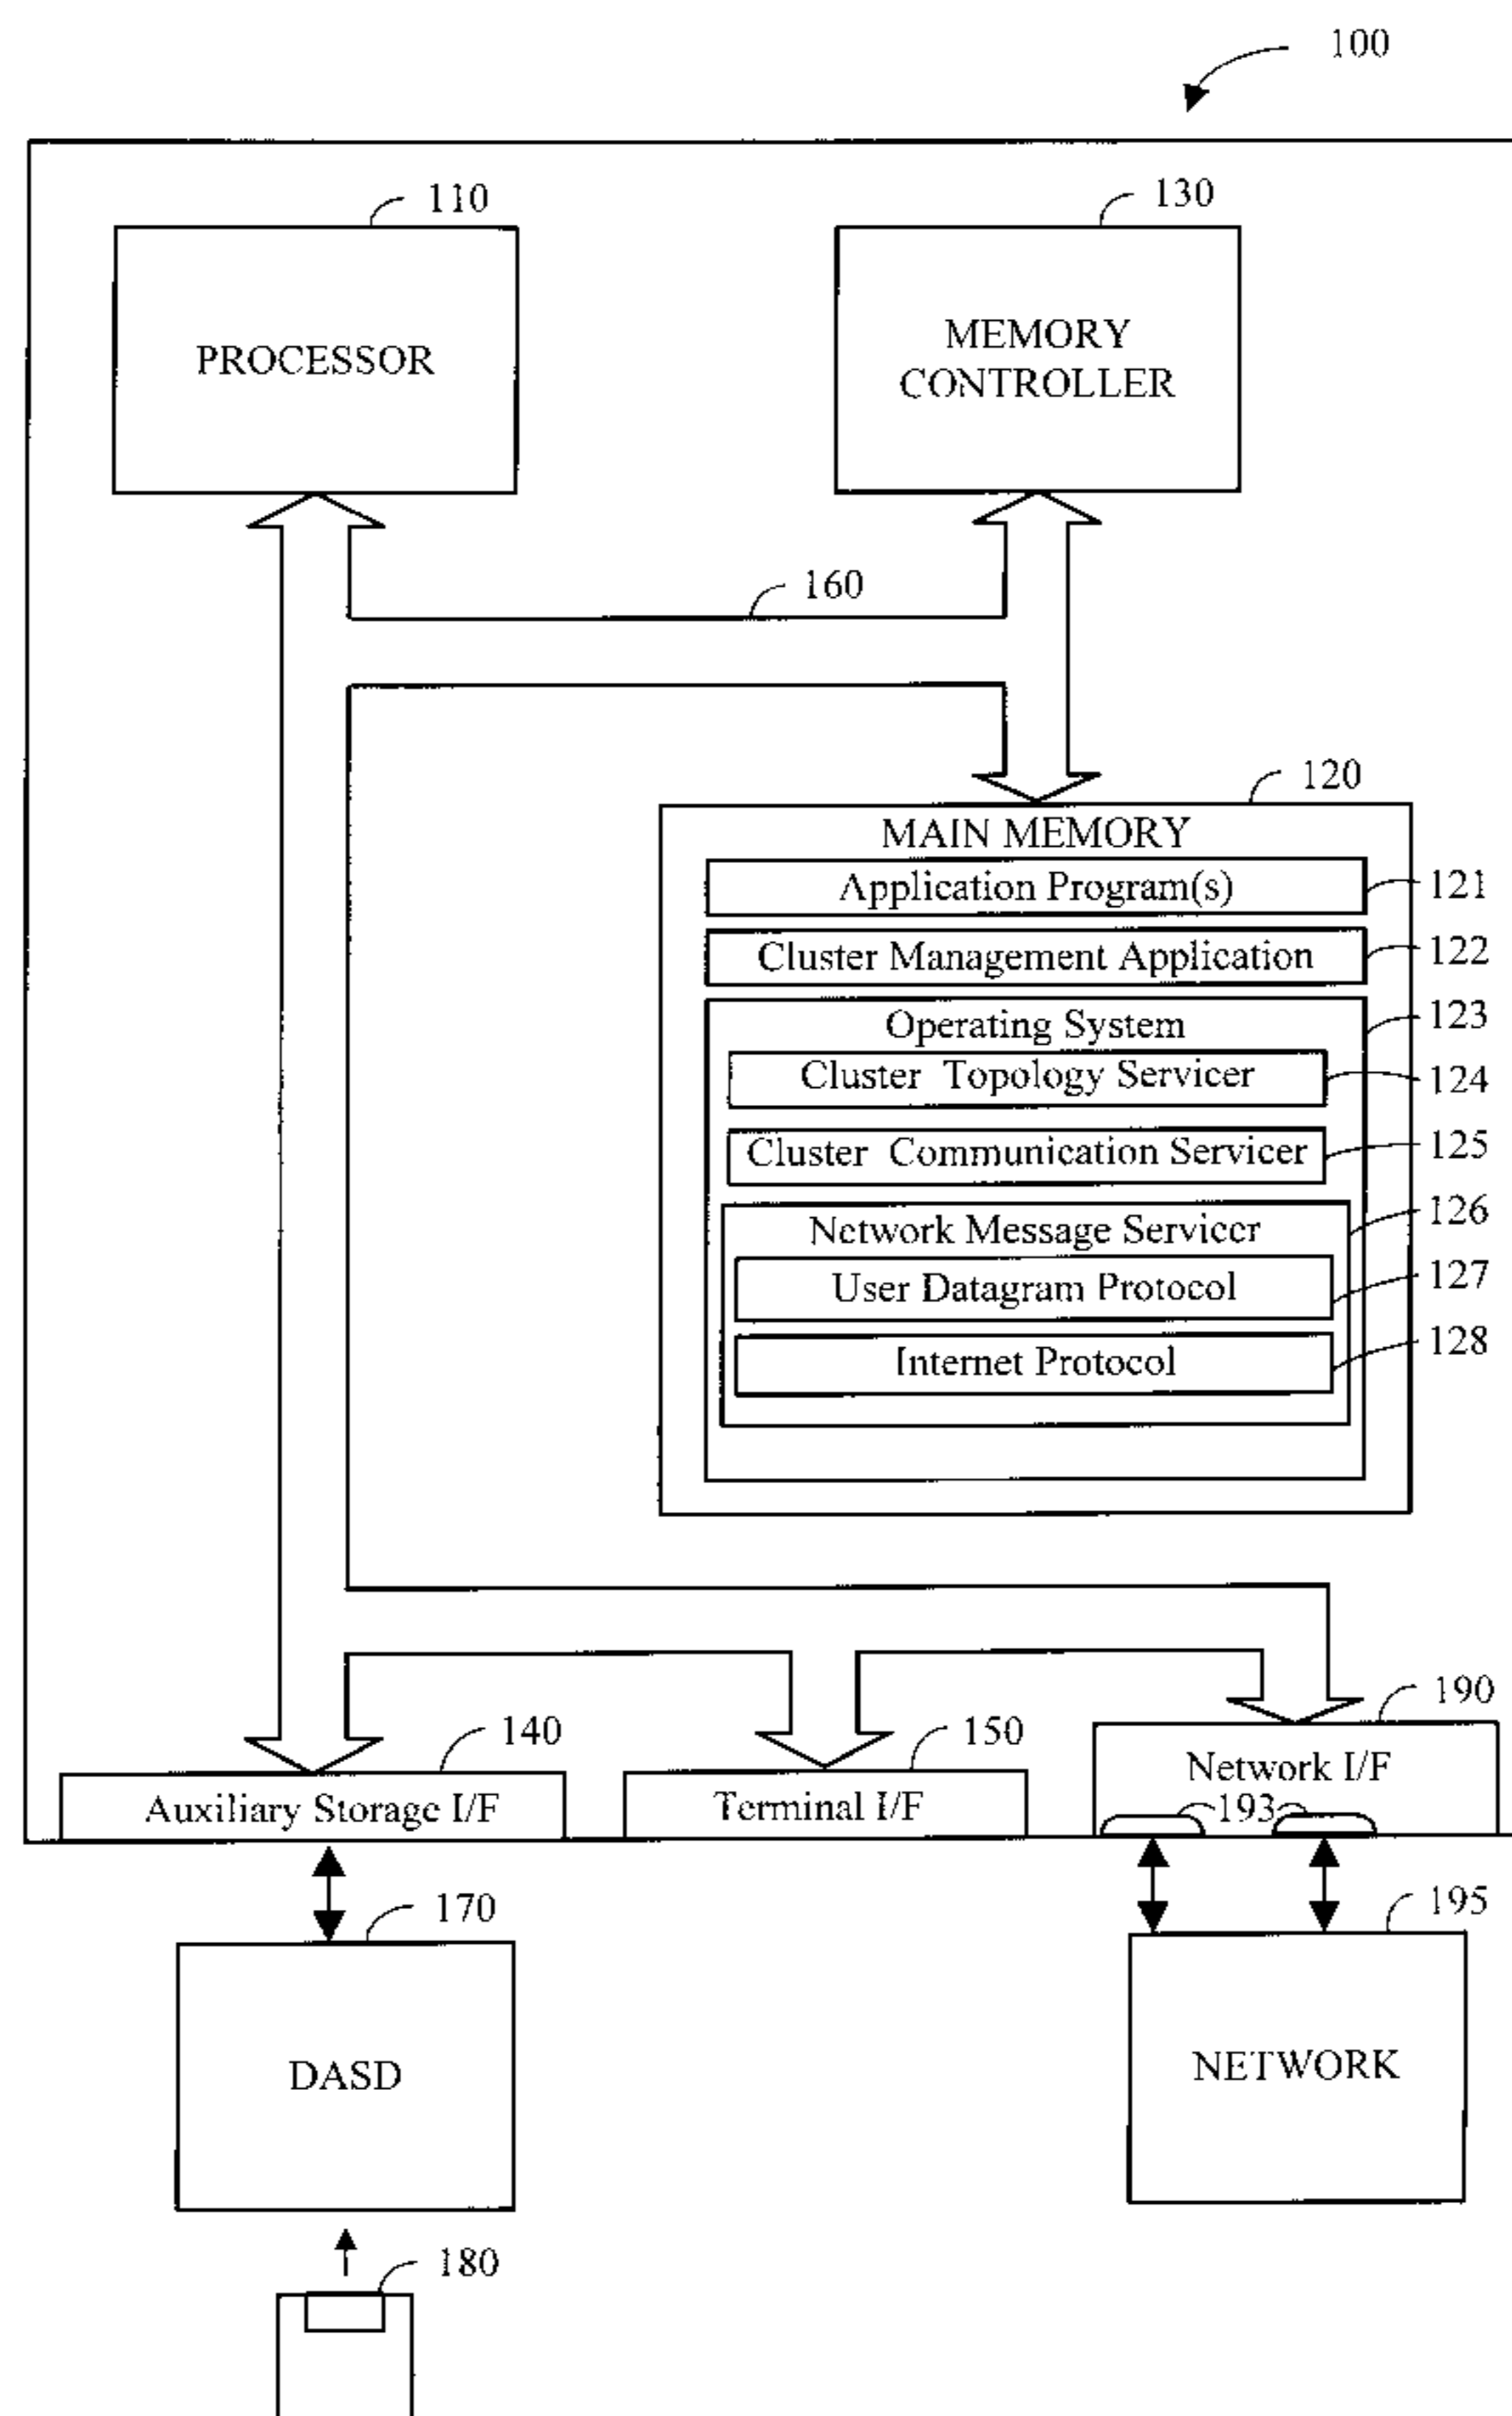 100
110
130
PROCESSOR
MEMORY
CONTROLLER
160
120
MAIN MEMORY
Application Program(s)
121
Cluster Management Application
122
Operating System
123
Cluster Topology Servicer
124
Cluster Communication Servicer
125
Network Message Servicer
126
User Datagram Protocol
127
Internet Protocol
128
190
140
150
Network I/F
Auxiliary Storage I/F
Terminal I/F
193
170
195
DASD
NETWORK
180